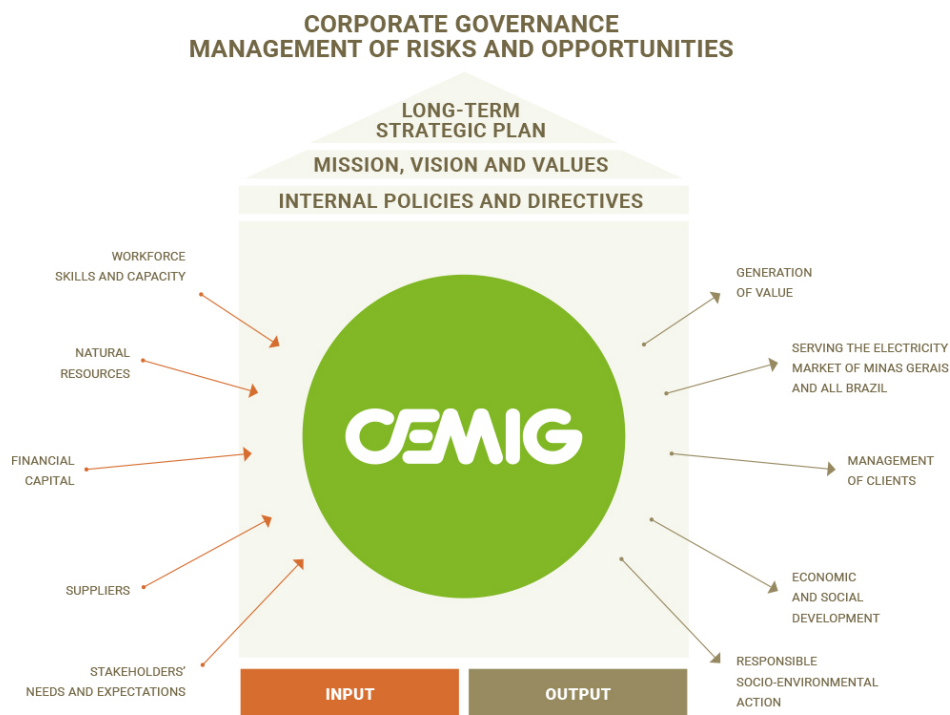 CORPORATE GOVERNANCE
MANAGEMENT OF RISKS AND OPPORTUNITIES
LONG-TERM
STRATEGIC PLAN
MISSION, VISION AND VALUES
INTERNAL POLICIES AND DIRECTIVES
WORKFORCE
SKILLS AND CAPACITY
NATURAL
RESOURCES
FINANCIAL
CAPITAL
SUPPLIERS
STAKEHOLDERS'
NEEDS AND EXPECTATIONS
CEMIG
GENERATION
OF VALUE
SERVING THE ELECTRICITY
MARKET OF MINAS GERAIS
AND ALL BRAZIL
MANAGEMENT
OF CLIENTS
ECONOMIC
AND SOCIAL
DEVELOPMENT
RESPONSIBLE
SOCIO-ENVIRONMENTAL
ACTION
INPUT
OUTPUT